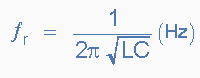 fr = 1 / 2π √LC (Hz)